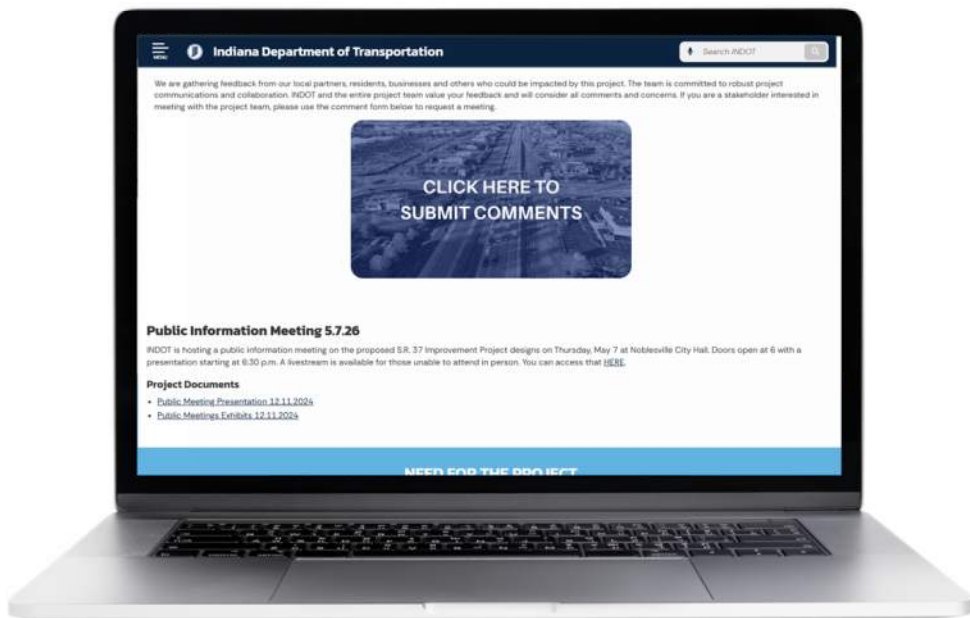 MENU
Indiana Department of Transportation
Search INDOT
We are gathering feedback from our local partners, residents, businesses and others who could be impacted by this project. The team is committed to robust project
communications and collaboration. INDOT and the entire project team value your feedback and will consider all comments and concerns. If you are a stakeholder interested in
meeting with the project team, please use the comment form below to request a meeting.
CLICK HERE TO
SUBMIT COMMENTS
Public Information Meeting 5.7.26
INDOT is hosting a public information meeting on the proposed S.R. 37 Improvement Project designs on Thursday, May 7 at Noblesville City Hall. Doors open at 6 with a
presentation starting at 6:30 p.m. A livestream is available for those unable to attend in person. You can access that HERE.
Project Documents
• Public Meeting Presentation 12.11.2024
• Public Meetings Exhibits 12.11.2024
NEED FOR THE PROJECT